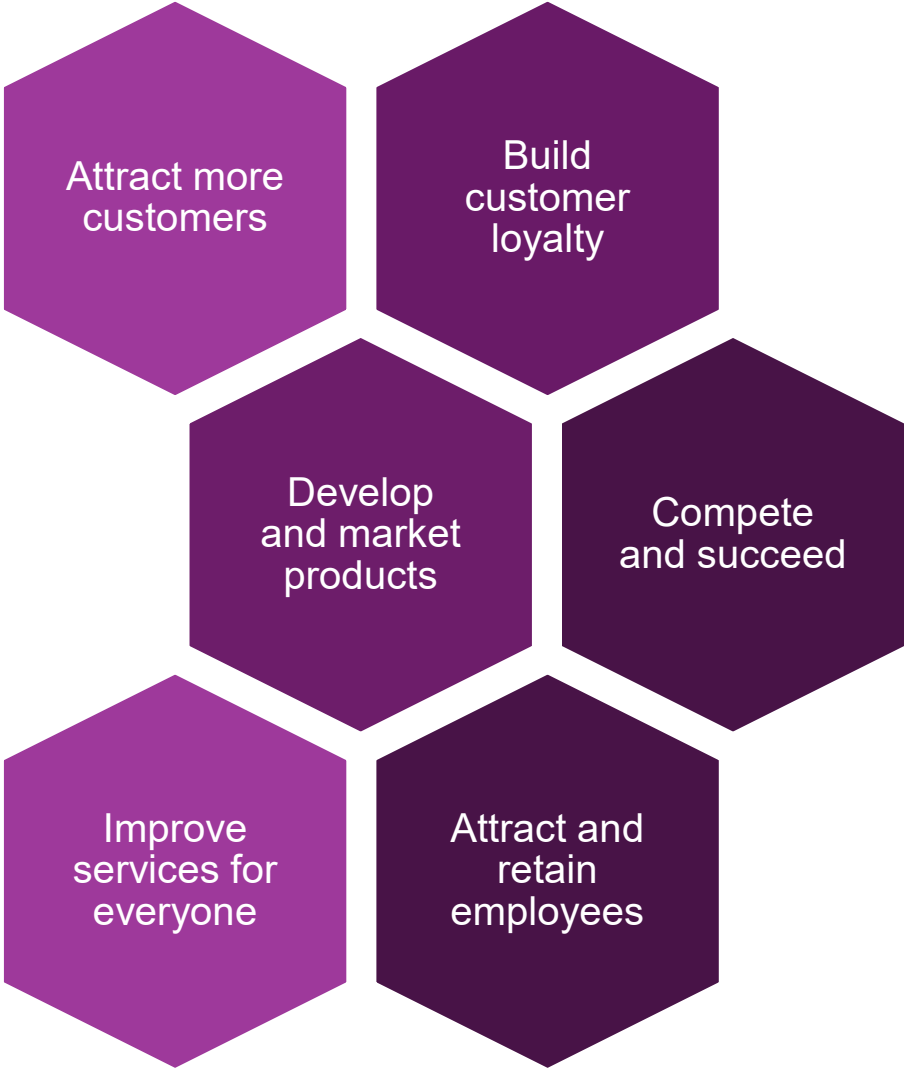 Attract more
customers
Build
customer
loyalty
Develop
and market
products
Compete
and succeed
Improve
services for
everyone
Attract and
retain
employees